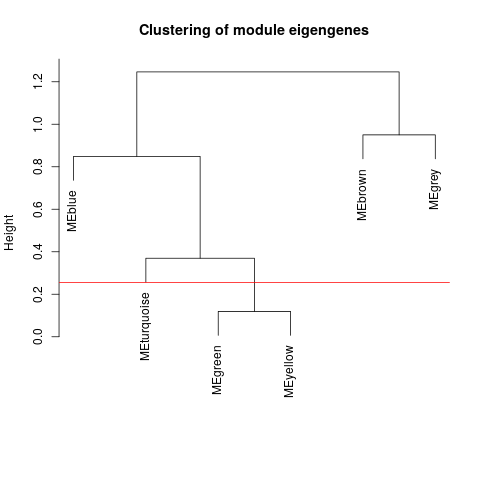 Clustering of module eigengenes
Height
1.2
1.0
0.8
0.6
0.4
0.2
0.0
MEblue
MEturquoise
MEgreen
MEyellow
MEbrown
MEgrey